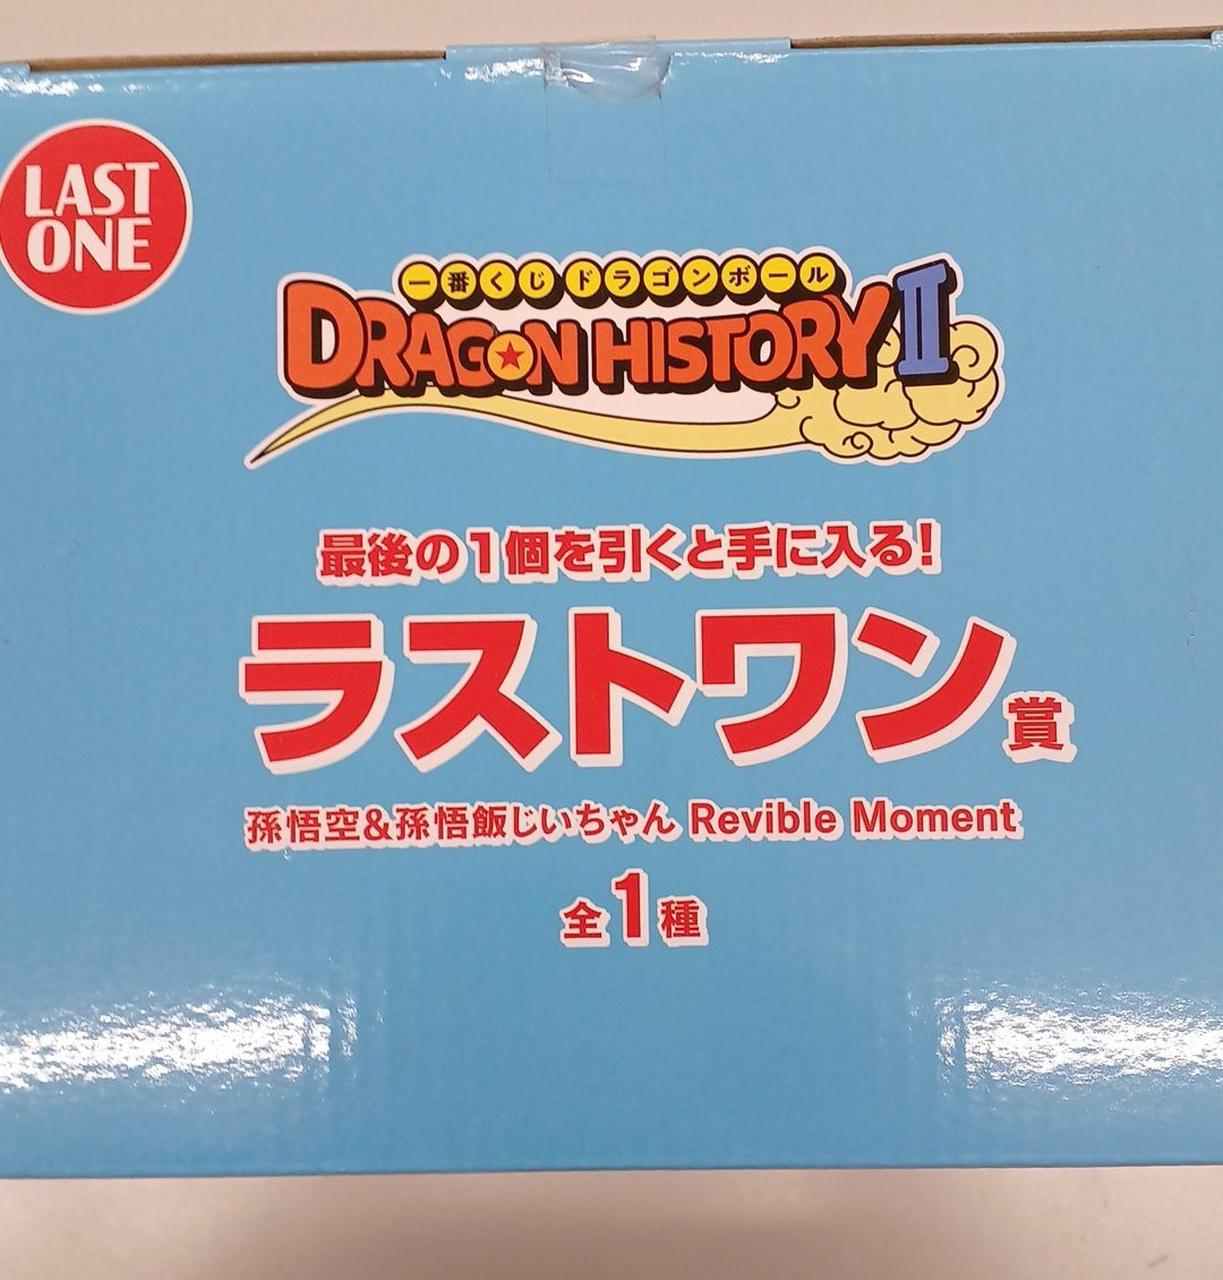 LAST
ONE
一番くじ ドラゴンボール
DRAGON HISTORY II
最後の1個を引くと手に入る!
ラストワン賞
孫悟空&孫悟飯じいちゃん Revible Moment
全1種